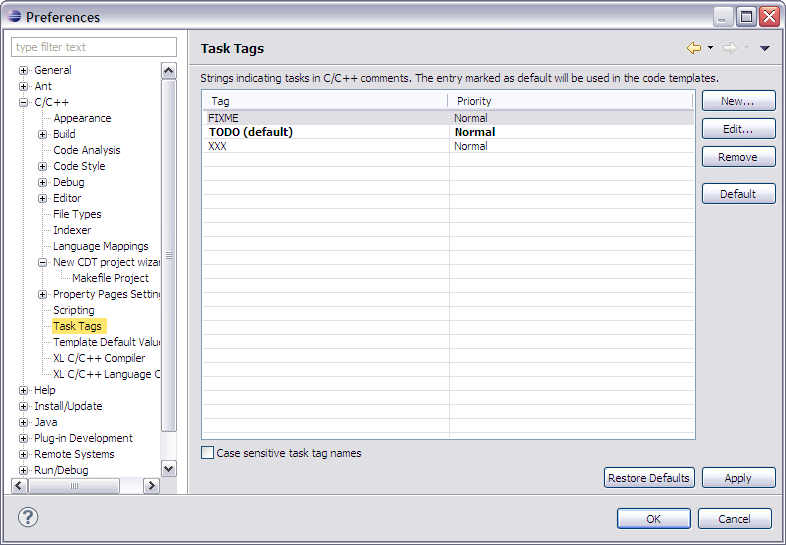 Preferences
type filter text
General
Ant
C/C++
Appearance
Build
Code Analysis
Code Style
Debug
Editor
File Types
Indexer
Language Mappings
New CDT project wizar
Makefile Project
Property Pages Setting
Scripting
Task Tags
Template Default Value
XL C/C++ Compiler
XL C/C++ Language C
Help
Install/Update
Java
Plug-in Development
Remote Systems
Run/Debug
Task Tags
Strings indicating tasks in C/C++ comments. The entry marked as default will be used in the code templates.
Tag Priority
FIXME Normal
TODO (default) Normal
XXX Normal
New...
Edit...
Remove
Default
Case sensitive task tag names
Restore Defaults Apply
? OK Cancel